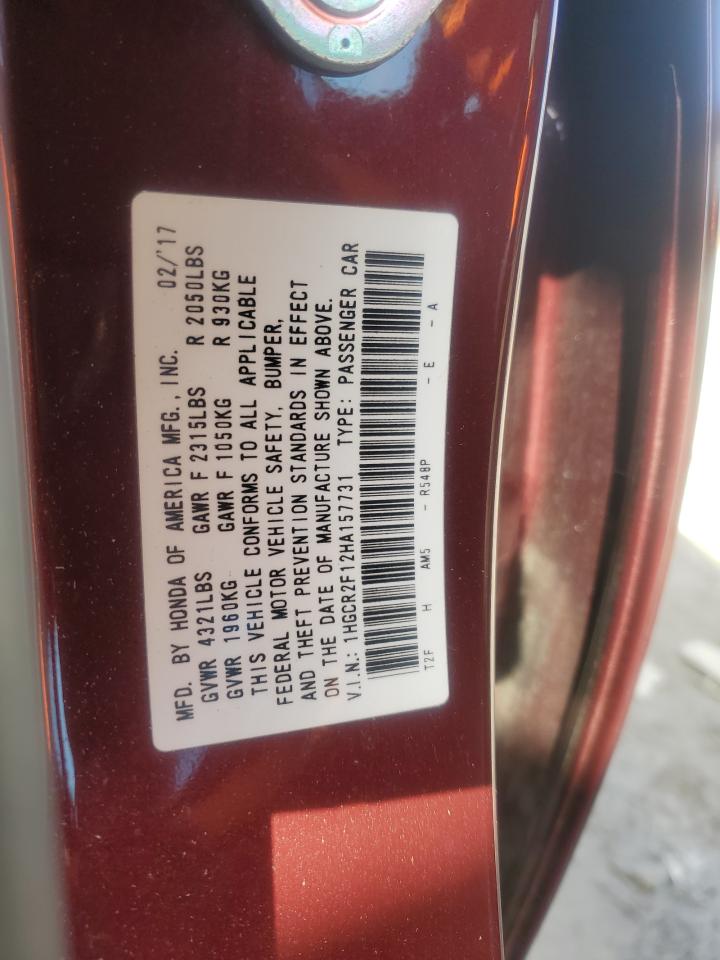 MFD. BY HONDA OF AMERICA MFG., INC. 02/'17
GVWR 4321LBS GAWR F 2315LBS R 2050LBS
GVWR 1960KG GAWR F 1050KG R 930KG
THIS VEHICLE CONFORMS TO ALL APPLICABLE
FEDERAL MOTOR VEHICLE SAFETY, BUMPER,
AND THEFT PREVENTION STANDARDS IN EFFECT
ON THE DATE OF MANUFACTURE SHOWN ABOVE.
V.I.N.: 1HGCR2F12HA157731 TYPE: PASSENGER CAR
T2F H AM5 - R548P - E - A